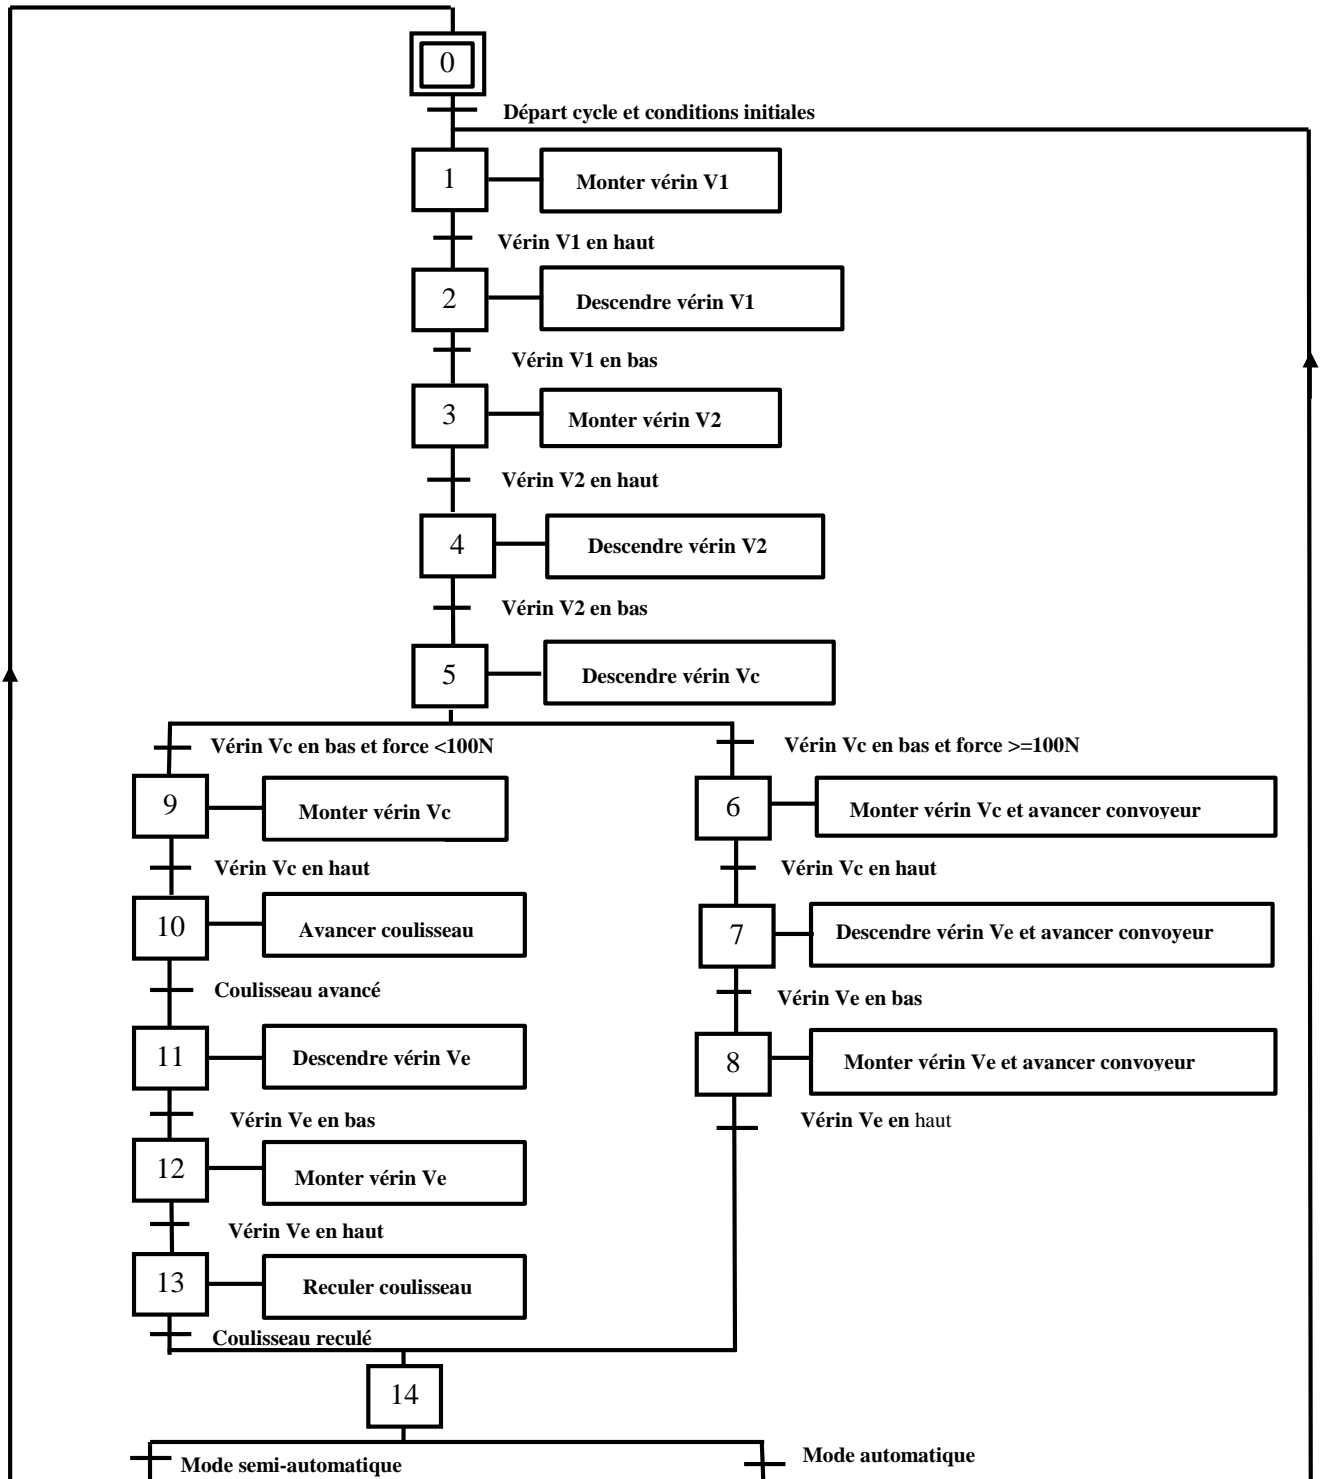 0
Départ cycle et conditions initiales
1
Monter vérin V1
Vérin V1 en haut
2
Descendre vérin V1
Vérin V1 en bas
3
Monter vérin V2
Vérin V2 en haut
4
Descendre vérin V2
Vérin V2 en bas
5
Descendre vérin Vc
Vérin Vc en bas et force <100N
Vérin Vc en bas et force >=100N
9
Monter vérin Vc
6
Monter vérin Vc et avancer convoyeur
Vérin Vc en haut
Vérin Vc en haut
10
Avancer coulisseau
7
Descendre vérin Ve et avancer convoyeur
Coulisseau avancé
Vérin Ve en bas
11
Descendre vérin Ve
8
Monter vérin Ve et avancer convoyeur
Vérin Ve en bas
Vérin Ve en haut
12
Monter vérin Ve
Vérin Ve en haut
13
Reculer coulisseau
Coulisseau reculé
14
Mode semi-automatique
Mode automatique